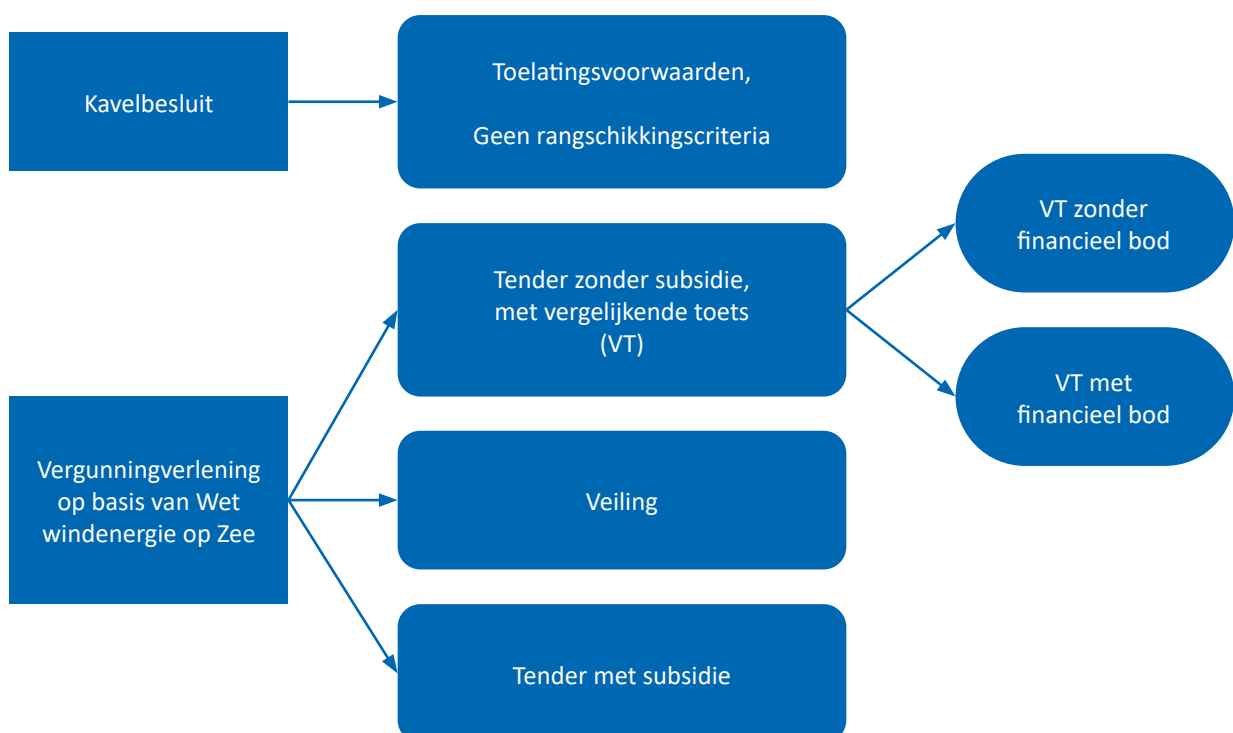 Kavelbesluit
Toelatingsvoorwaarden,
Geen rangschikkingscriteria
Vergunningverlening
op basis van Wet
windenergie op Zee
Tender zonder subsidie,
met vergelijkende toets
(VT)
VT zonder
financieel bod
VT met
financieel bod
Veiling
Tender met subsidie